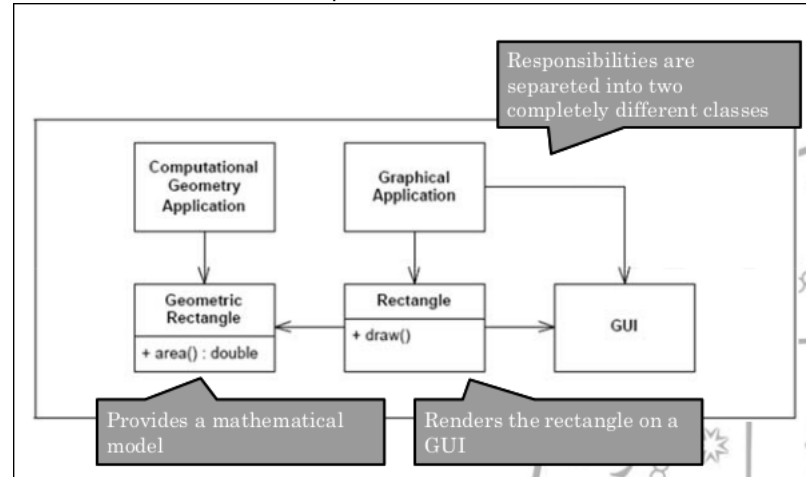 Responsibilities are
separeted into two
completely different classes
Computational
Geometry
Application
Graphical
Application
Geometric
Rectangle
+ area() : double
Rectangle
+ draw()
GUI
Provides a mathematical
model
Renders the rectangle on a
GUI